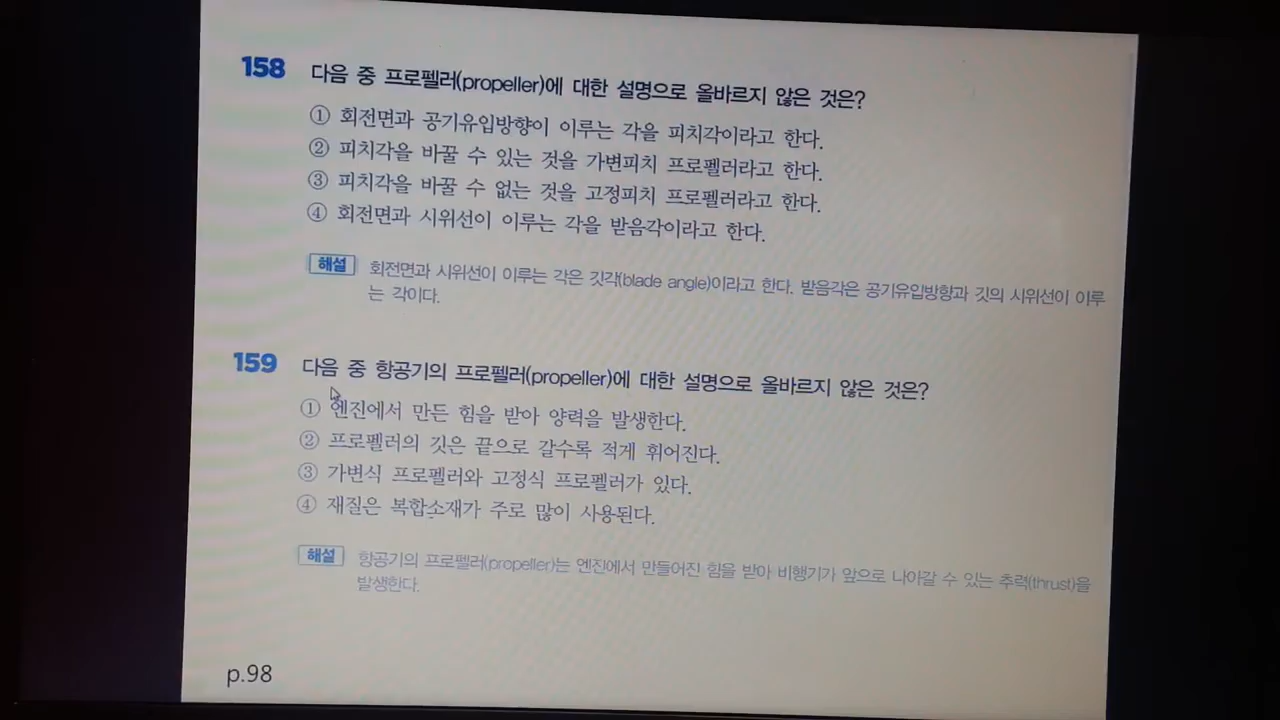 158 다음 중 프로펠러(propeller)에 대한 설명으로 올바르지 않은 것은?
① 회전면과 공기유입방향이 이루는 각을 피치각이라고 한다.
② 피치각을 바꿀 수 있는 것을 가변피치 프로펠러라고 한다.
③ 피치각을 바꿀 수 없는 것을 고정피치 프로펠러라고 한다.
④ 회전면과 시위선이 이루는 각을 받음각이라고 한다.
해설 회전면과 시위선이 이루는 각은 깃각(blade angle)이라고 한다. 받음각은 공기유입방향과 깃의 시위선이 이루
는 각이다.
159 다음 중 항공기의 프로펠러(propeller)에 대한 설명으로 올바르지 않은 것은?
① 엔진에서 만든 힘을 받아 양력을 발생한다.
② 프로펠러의 깃은 끝으로 갈수록 적게 휘어진다.
③ 가변식 프로펠러와 고정식 프로펠러가 있다.
④ 재질은 복합소재가 주로 많이 사용된다.
해설 항공기의 프로펠러(propeller)는 엔진에서 만들어진 힘을 받아 비행기가 앞으로 나아갈 수 있는 추력(thrust)을
발생한다.
p.98